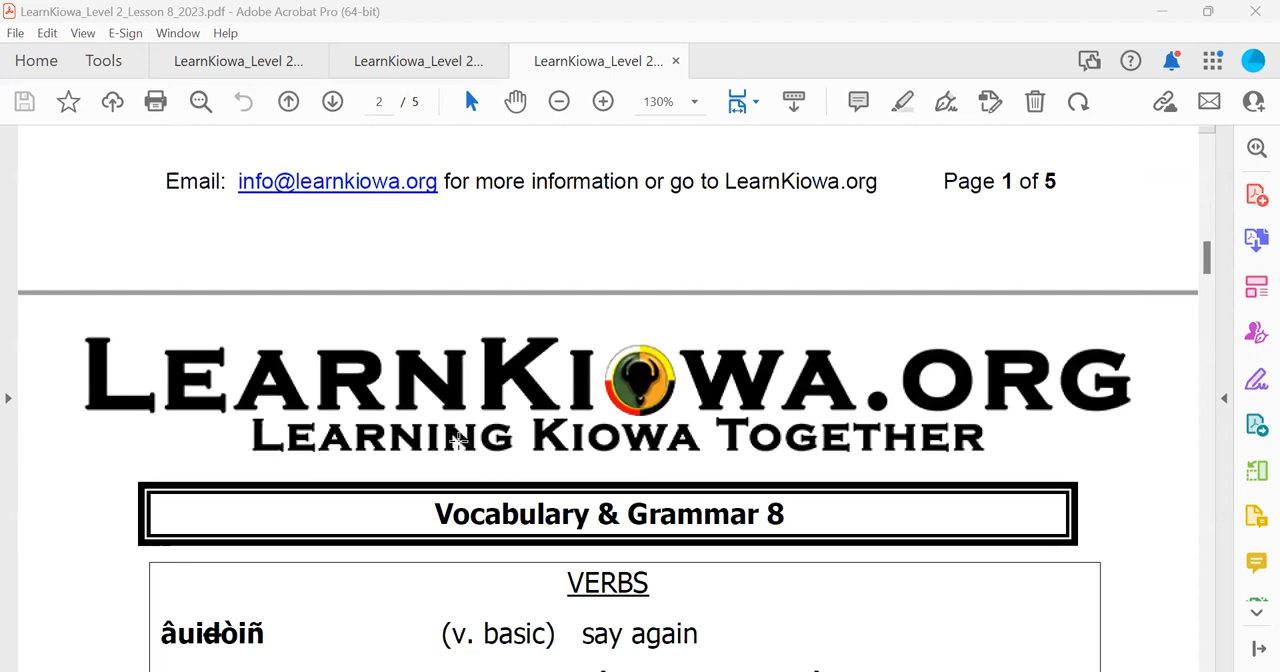 LearnKiowa_Level 2_Lesson 8_2023.pdf - Adobe Acrobat Pro (64-bit)
File Edit View E-Sign Window Help
Home Tools LearnKiowa_Level 2... LearnKiowa_Level 2... LearnKiowa_Level 2... ×
2 / 5 130%
Email: info@learnkiowa.org for more information or go to LearnKiowa.org Page 1 of 5
LEARNKIOWA.ORG
LEARNING KIOWA TOGETHER
Vocabulary & Grammar 8
VERBS
âuid̶òiñ (v. basic) say again